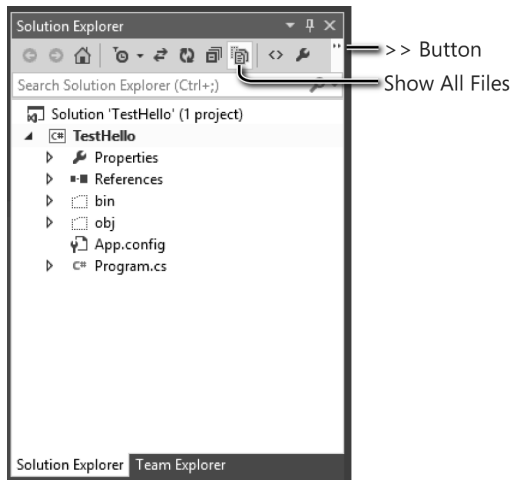 Solution Explorer
>> Button
Show All Files
Search Solution Explorer (Ctrl+;)
Solution 'TestHello' (1 project)
C# TestHello
Properties
References
bin
obj
App.config
C# Program.cs
Solution Explorer Team Explorer